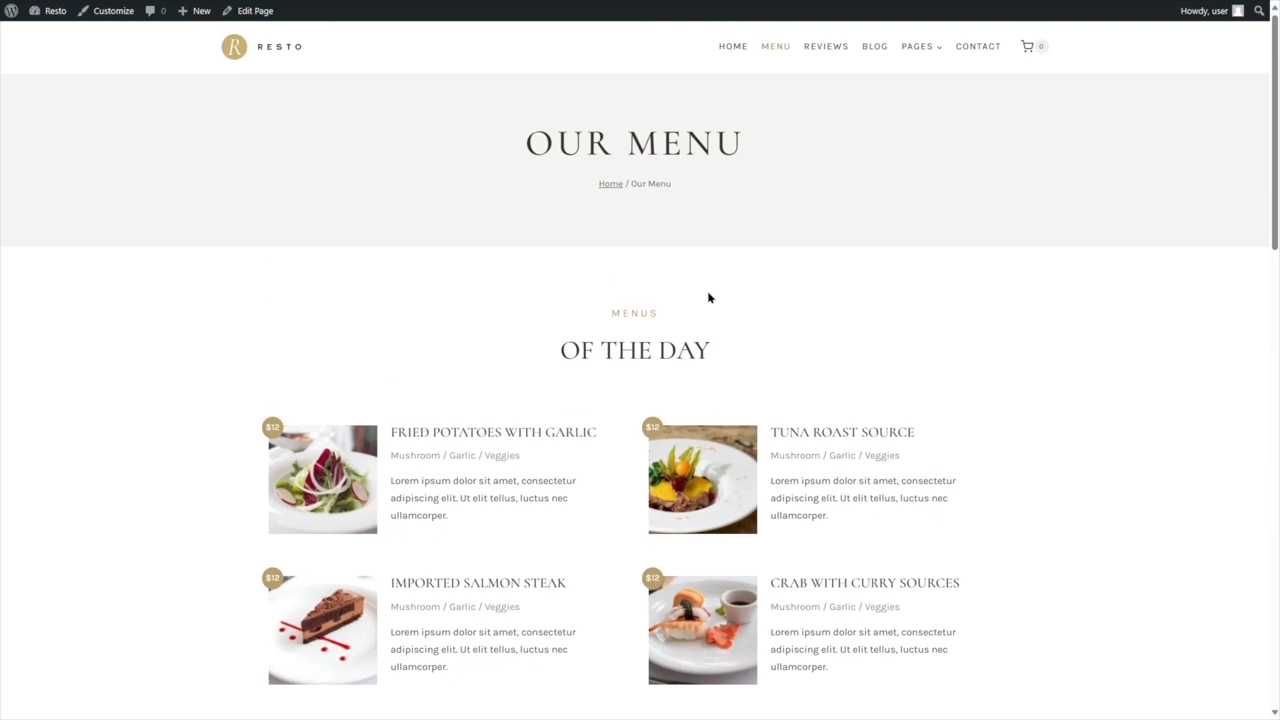 Resto Customize 0 New Edit Page Howdy, user
R RESTO HOME MENU REVIEWS BLOG PAGES CONTACT 0
OUR MENU
Home / Our Menu
MENUS
OF THE DAY
$12
FRIED POTATOES WITH GARLIC
Mushroom / Garlic / Veggies
Lorem ipsum dolor sit amet, consectetur
adipiscing elit. Ut elit tellus, luctus nec
ullamcorper.
$12
TUNA ROAST SOURCE
Mushroom / Garlic / Veggies
Lorem ipsum dolor sit amet, consectetur
adipiscing elit. Ut elit tellus, luctus nec
ullamcorper.
$12
IMPORTED SALMON STEAK
Mushroom / Garlic / Veggies
Lorem ipsum dolor sit amet, consectetur
adipiscing elit. Ut elit tellus, luctus nec
ullamcorper.
$12
CRAB WITH CURRY SOURCES
Mushroom / Garlic / Veggies
Lorem ipsum dolor sit amet, consectetur
adipiscing elit. Ut elit tellus, luctus nec
ullamcorper.